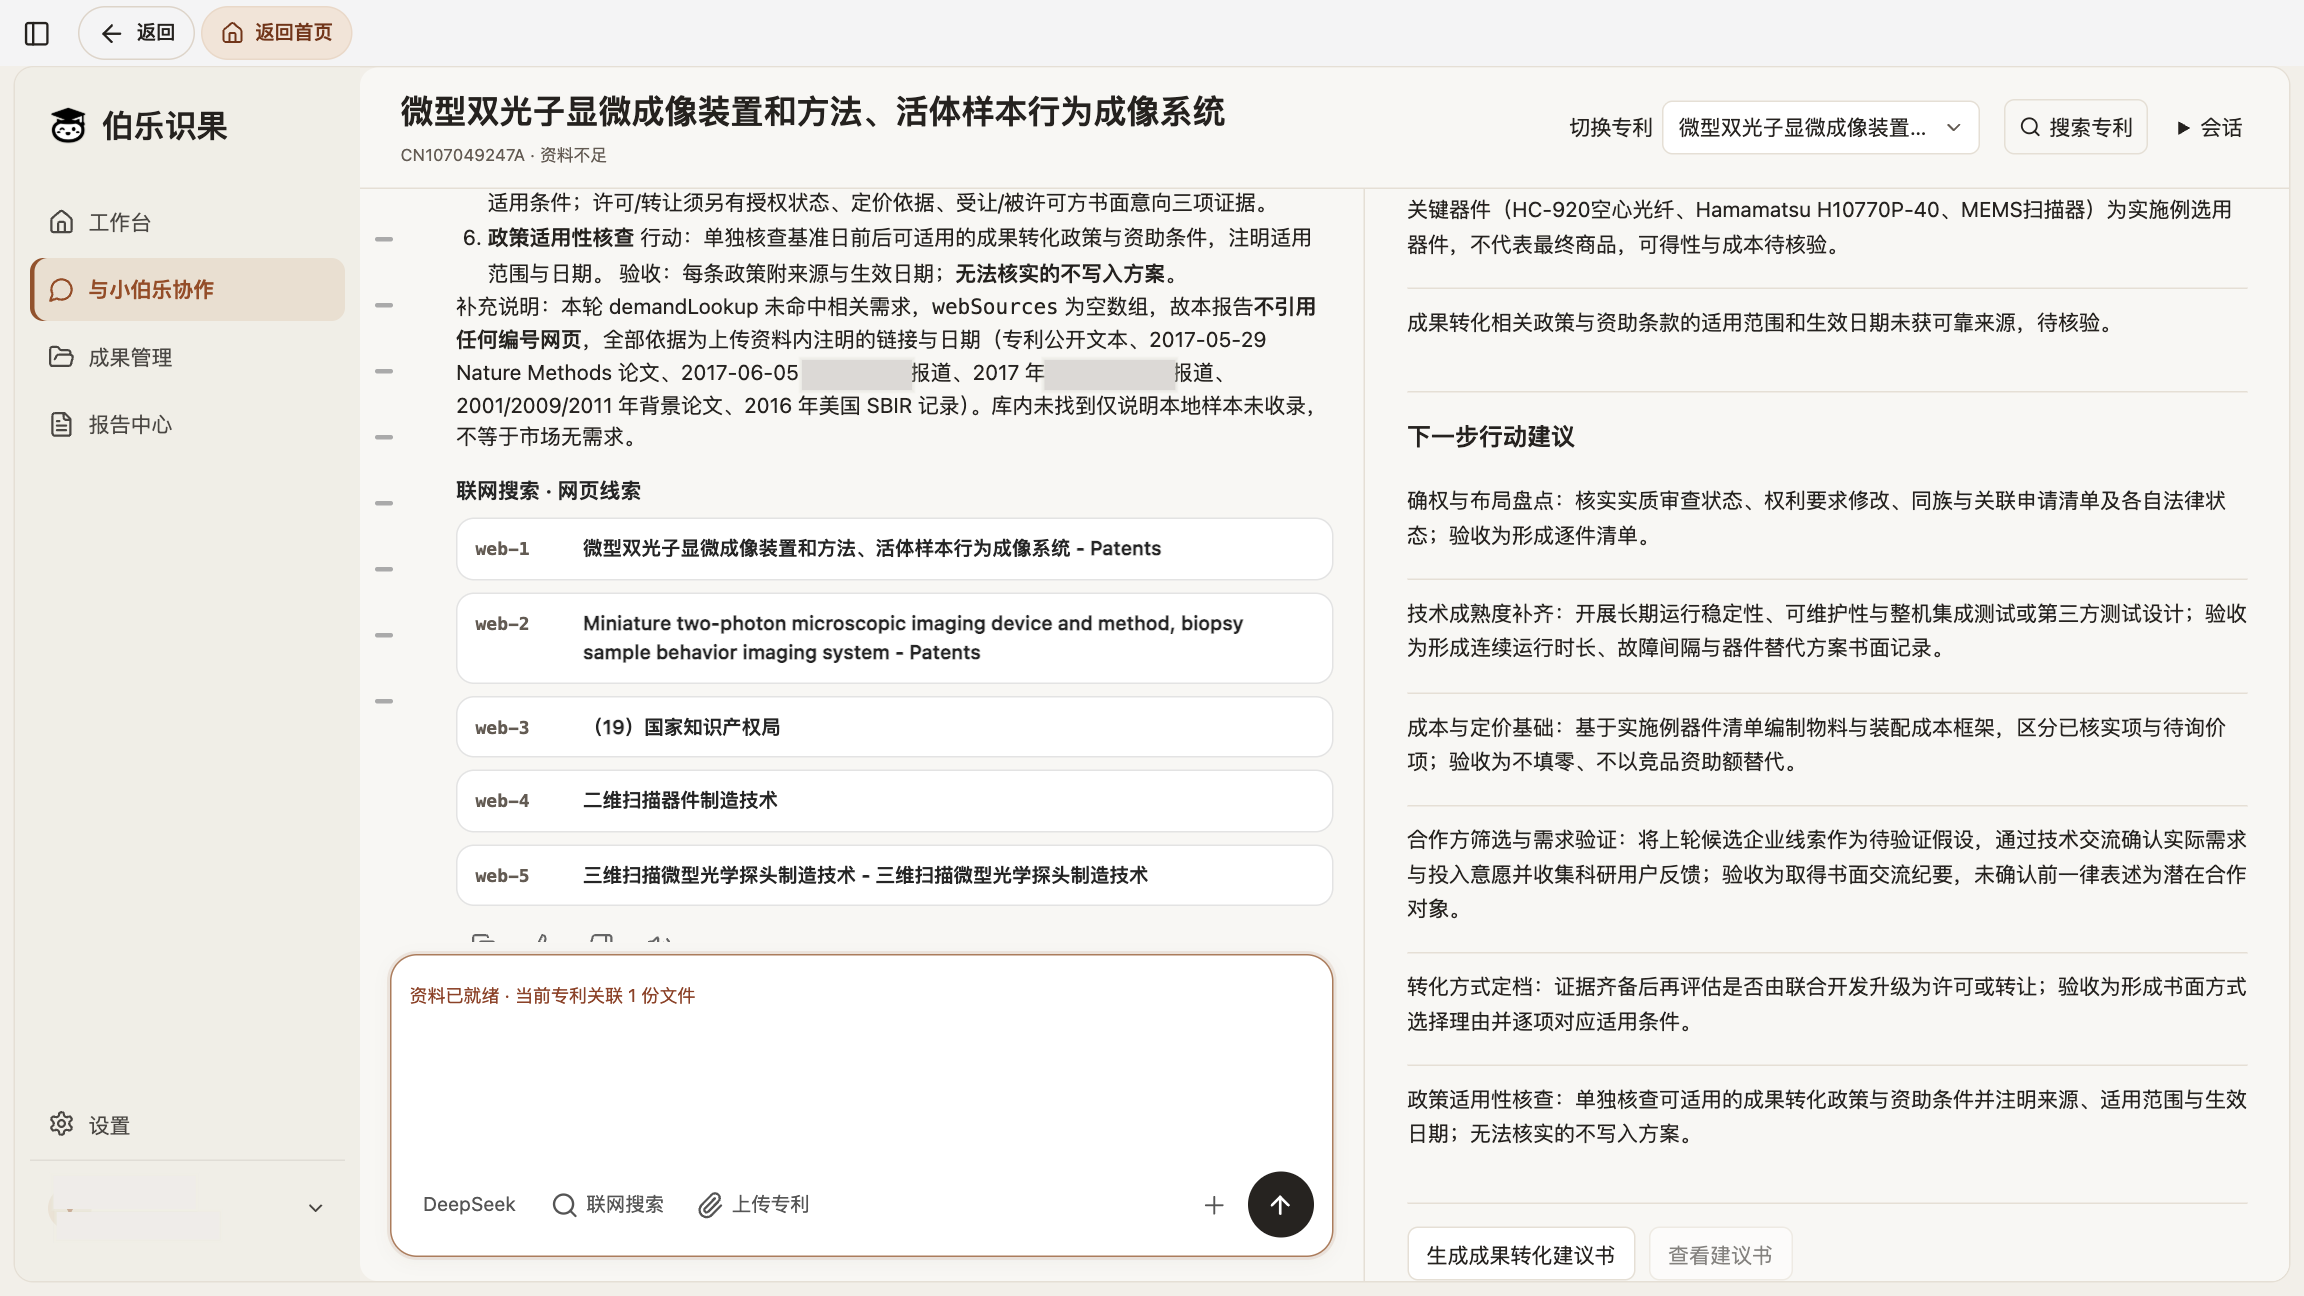 返回
返回首页
伯乐识果
工作台
与小伯乐协作
成果管理
报告中心
设置
微型双光子显微成像装置和方法、活体样本行为成像系统
CN107049247A · 资料不足
切换专利
微型双光子显微成像装置...
搜索专利
会话
适用条件；许可/转让须另有授权状态、定价依据、受让/被许可方书面意向三项证据。
6. 政策适用性核查 行动：单独核查基准日前后可适用的成果转化政策与资助条件，注明适用
范围与日期。 验收：每条政策附来源与生效日期；无法核实的不写入方案。
补充说明：本轮 demandLookup 未命中相关需求，webSources 为空数组，故本报告不引用
任何编号网页，全部依据为上传资料内注明的链接与日期（专利公开文本、2017-05-29
Nature Methods 论文、2017-06-05 报道、2017 年 报道、
2001/2009/2011 年背景论文、2016 年美国 SBIR 记录）。库内未找到仅说明本地样本未收录，
不等于市场无需求。
联网搜索 · 网页线索
web-1 微型双光子显微成像装置和方法、活体样本行为成像系统 - Patents
web-2 Miniature two-photon microscopic imaging device and method, biopsy
sample behavior imaging system - Patents
web-3 （19）国家知识产权局
web-4 二维扫描器件制造技术
web-5 三维扫描微型光学探头制造技术 - 三维扫描微型光学探头制造技术
资料已就绪 · 当前专利关联 1 份文件
DeepSeek
联网搜索
上传专利
关键器件（HC-920空心光纤、Hamamatsu H10770P-40、MEMS扫描器）为实施例选用
器件，不代表最终商品，可得性与成本待核验。
成果转化相关政策与资助条款的适用范围和生效日期未获可靠来源，待核验。
下一步行动建议
确权与布局盘点：核实实质审查状态、权利要求修改、同族与关联申请清单及各自法律状
态；验收为形成逐件清单。
技术成熟度补齐：开展长期运行稳定性、可维护性与整机集成测试或第三方测试设计；验收
为形成连续运行时长、故障间隔与器件替代方案书面记录。
成本与定价基础：基于实施例器件清单编制物料与装配成本框架，区分已核实项与待询价
项；验收为不填零、不以竞品资助额替代。
合作方筛选与需求验证：将上轮候选企业线索作为待验证假设，通过技术交流确认实际需求
与投入意愿并收集科研用户反馈；验收为取得书面交流纪要，未确认前一律表述为潜在合作
对象。
转化方式定档：证据齐备后再评估是否由联合开发升级为许可或转让；验收为形成书面方式
选择理由并逐项对应适用条件。
政策适用性核查：单独核查可适用的成果转化政策与资助条件并注明来源、适用范围与生效
日期；无法核实的不写入方案。
生成成果转化建议书
查看建议书